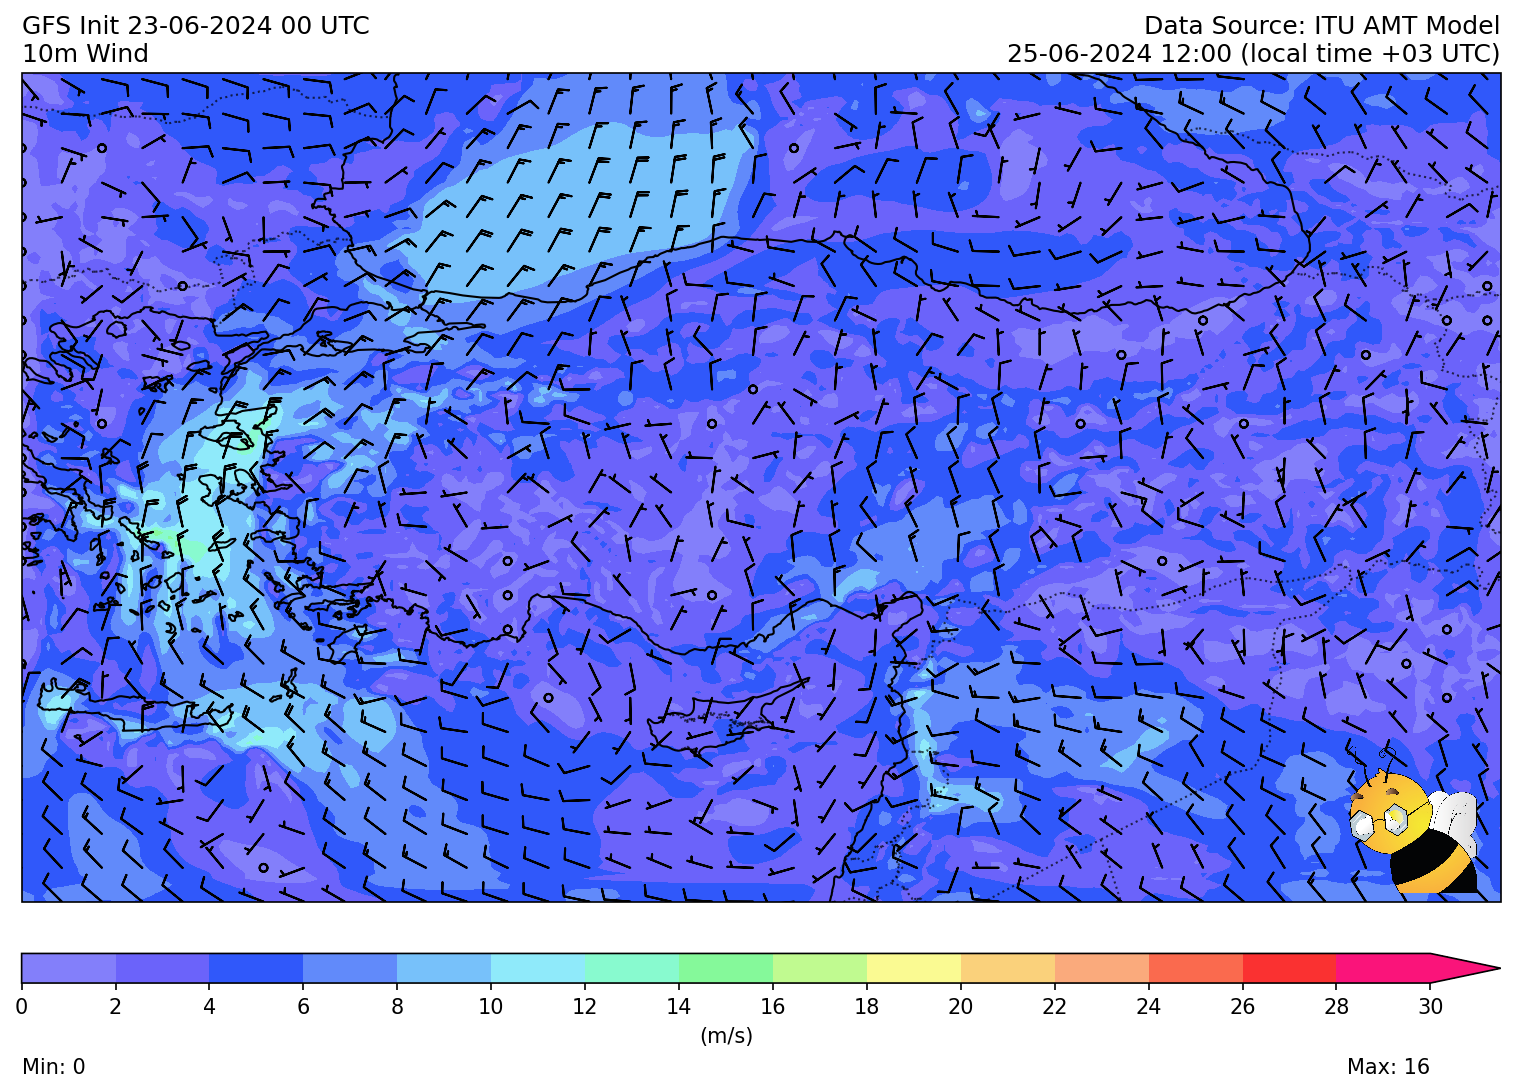 GFS Init 23-06-2024 00 UTC
Data Source: ITU AMT Model
10m Wind
25-06-2024 12:00 (local time +03 UTC)
0 2 4 6 8 10 12 14 16 18 20 22 24 26 28 30
(m/s)
Min: 0
Max: 16